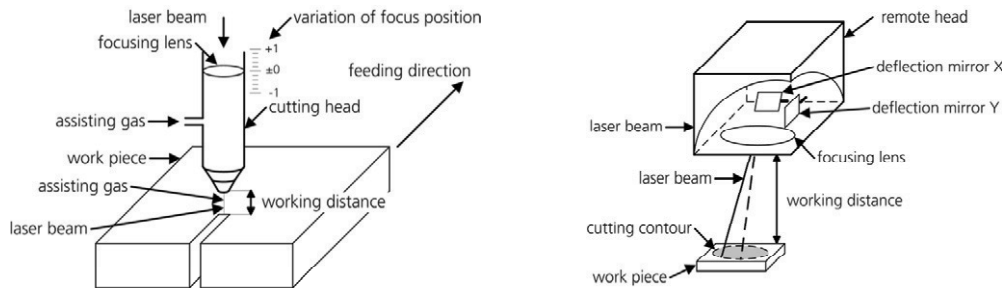 laser beam
focusing lens
variation of focus position
+1
±0
-1
feeding direction
cutting head
assisting gas
work piece
assisting gas
laser beam
working distance
remote head
deflection mirror X
deflection mirror Y
laser beam
focusing lens
laser beam
working distance
cutting contour
work piece